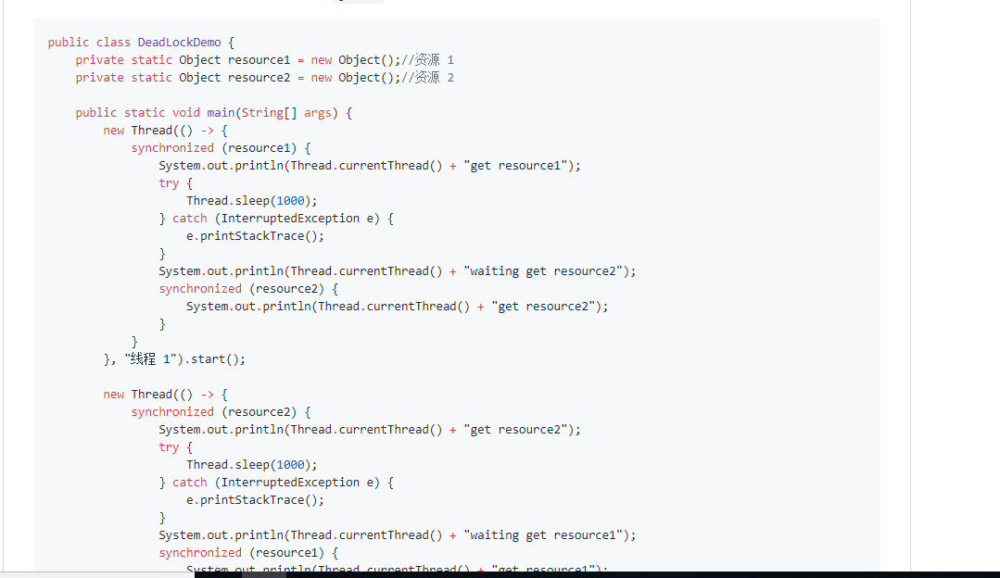 public class DeadLockDemo {
    private static Object resource1 = new Object();//资源 1
    private static Object resource2 = new Object();//资源 2
    public static void main(String[] args) {
        new Thread(() -> {
            synchronized (resource1) {
                System.out.println(Thread.currentThread() + "get resource1");
                try {
                    Thread.sleep(1000);
                } catch (InterruptedException e) {
                    e.printStackTrace();
                }
                System.out.println(Thread.currentThread() + "waiting get resource2");
                synchronized (resource2) {
                    System.out.println(Thread.currentThread() + "get resource2");
                }
            }
        }, "线程 1").start();
        new Thread(() -> {
            synchronized (resource2) {
                System.out.println(Thread.currentThread() + "get resource2");
                try {
                    Thread.sleep(1000);
                } catch (InterruptedException e) {
                    e.printStackTrace();
                }
                System.out.println(Thread.currentThread() + "waiting get resource1");
                synchronized (resource1) {
                    System.out.println(Thread.currentThread() + "get resource1");